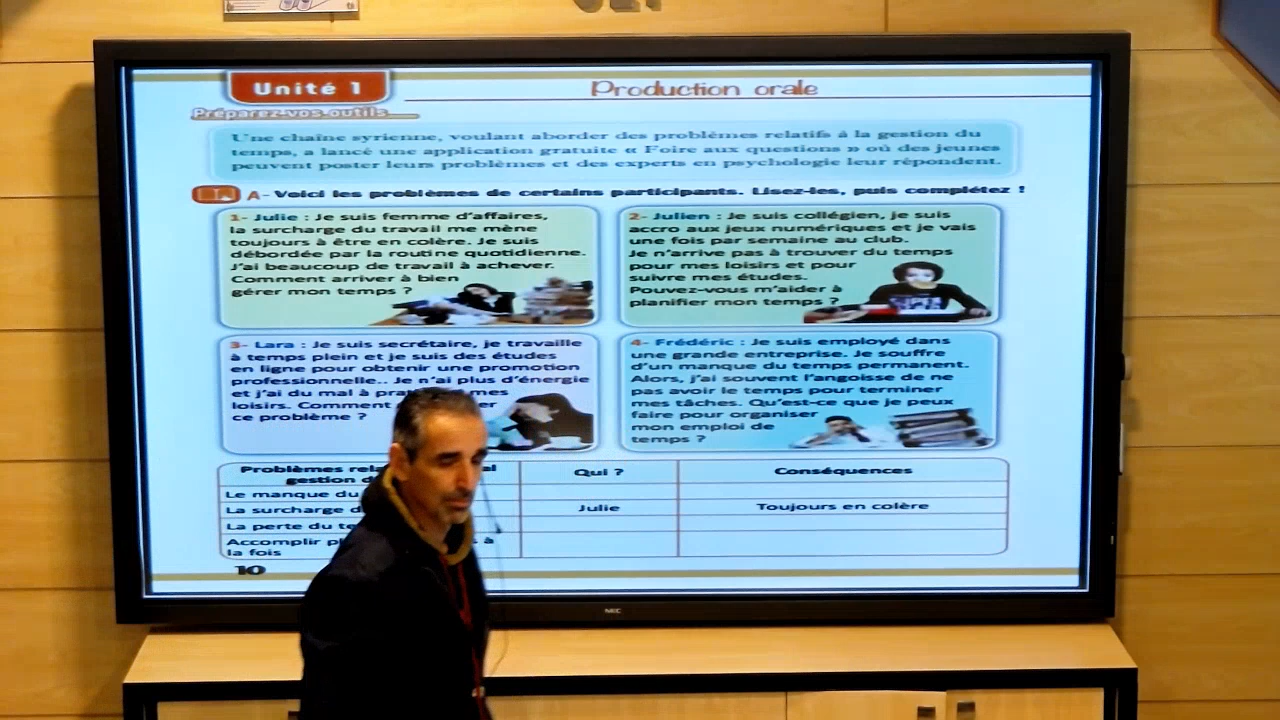 Unité 1
Production orale
Préparez vos outils
Une chaîne syrienne, voulant aborder des problèmes relatifs à la gestion du
temps, a lancé une application gratuite « Foire aux questions » où des jeunes
peuvent poster leurs problèmes et des experts en psychologie leur répondent.
A- Voici les problèmes de certains participants. Lisez-les, puis complétez !
1- Julie : Je suis femme d'affaires,
la surcharge du travail me mène
toujours à être en colère. Je suis
débordée par la routine quotidienne.
J'ai beaucoup de travail à achever.
Comment arriver à bien
gérer mon temps ?
2- Julien : Je suis collégien, je suis
accro aux jeux numériques et je vais
une fois par semaine au club.
Je n'arrive pas à trouver du temps
pour mes loisirs et pour
suivre mes études.
Pouvez-vous m'aider à
planifier mon temps ?
3- Lara : Je suis secrétaire, je travaille
à temps plein et je suis des études
en ligne pour obtenir une promotion
professionnelle.. Je n'ai plus d'énergie
et j'ai du mal à mes
loisirs. Comment
ce problème ?
4- Frédéric : Je suis employé dans
une grande entreprise. Je souffre
d'un manque du temps permanent.
Alors, j'ai souvent l'angoisse de ne
pas avoir le temps pour terminer
mes tâches. Qu'est-ce que je peux
faire pour organiser
mon emploi de
temps ?
Problèmes Qui ? Conséquences
gestion
Le manque du
La surcharge Julie Toujours en colère
La perte du
Accomplir à
la fois
10
NEC